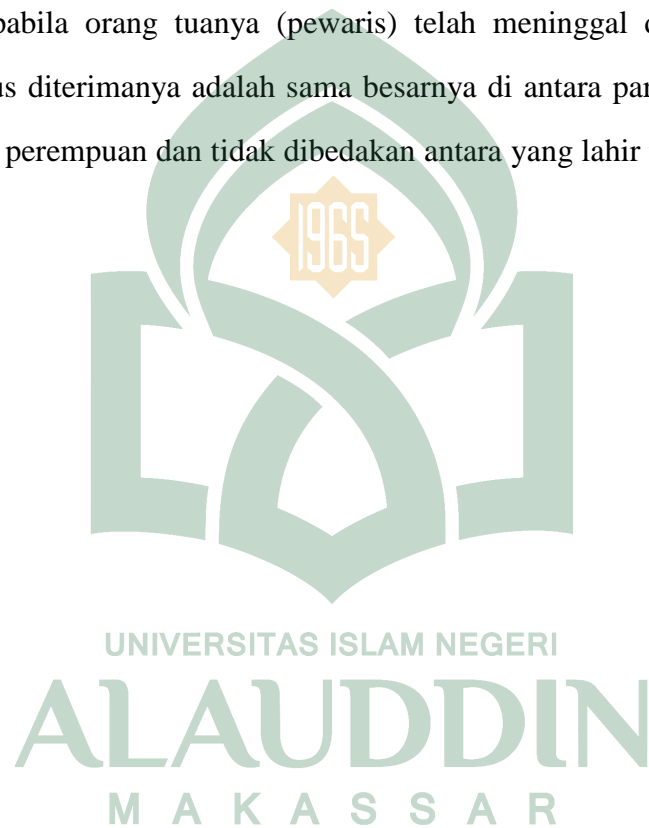 orang tuanya (pewaris) telah meninggal
diterimanya adalah sama besarnya di antara
perempuan dan tidak dibedakan antara yang lahir
1965
UNIVERSITAS ISLAM NEGERI
ALAUDDIN
MAKASSAR